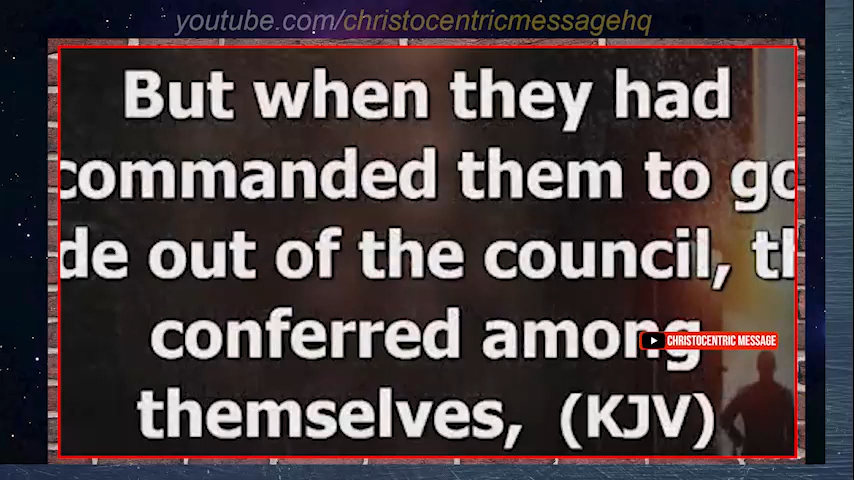 youtube.com/christocentricmessagehq
But when they had
commanded them to go
de out of the council, th
conferred among
CHRISTOCENTRIC MESSAGE
themselves, (KJV)